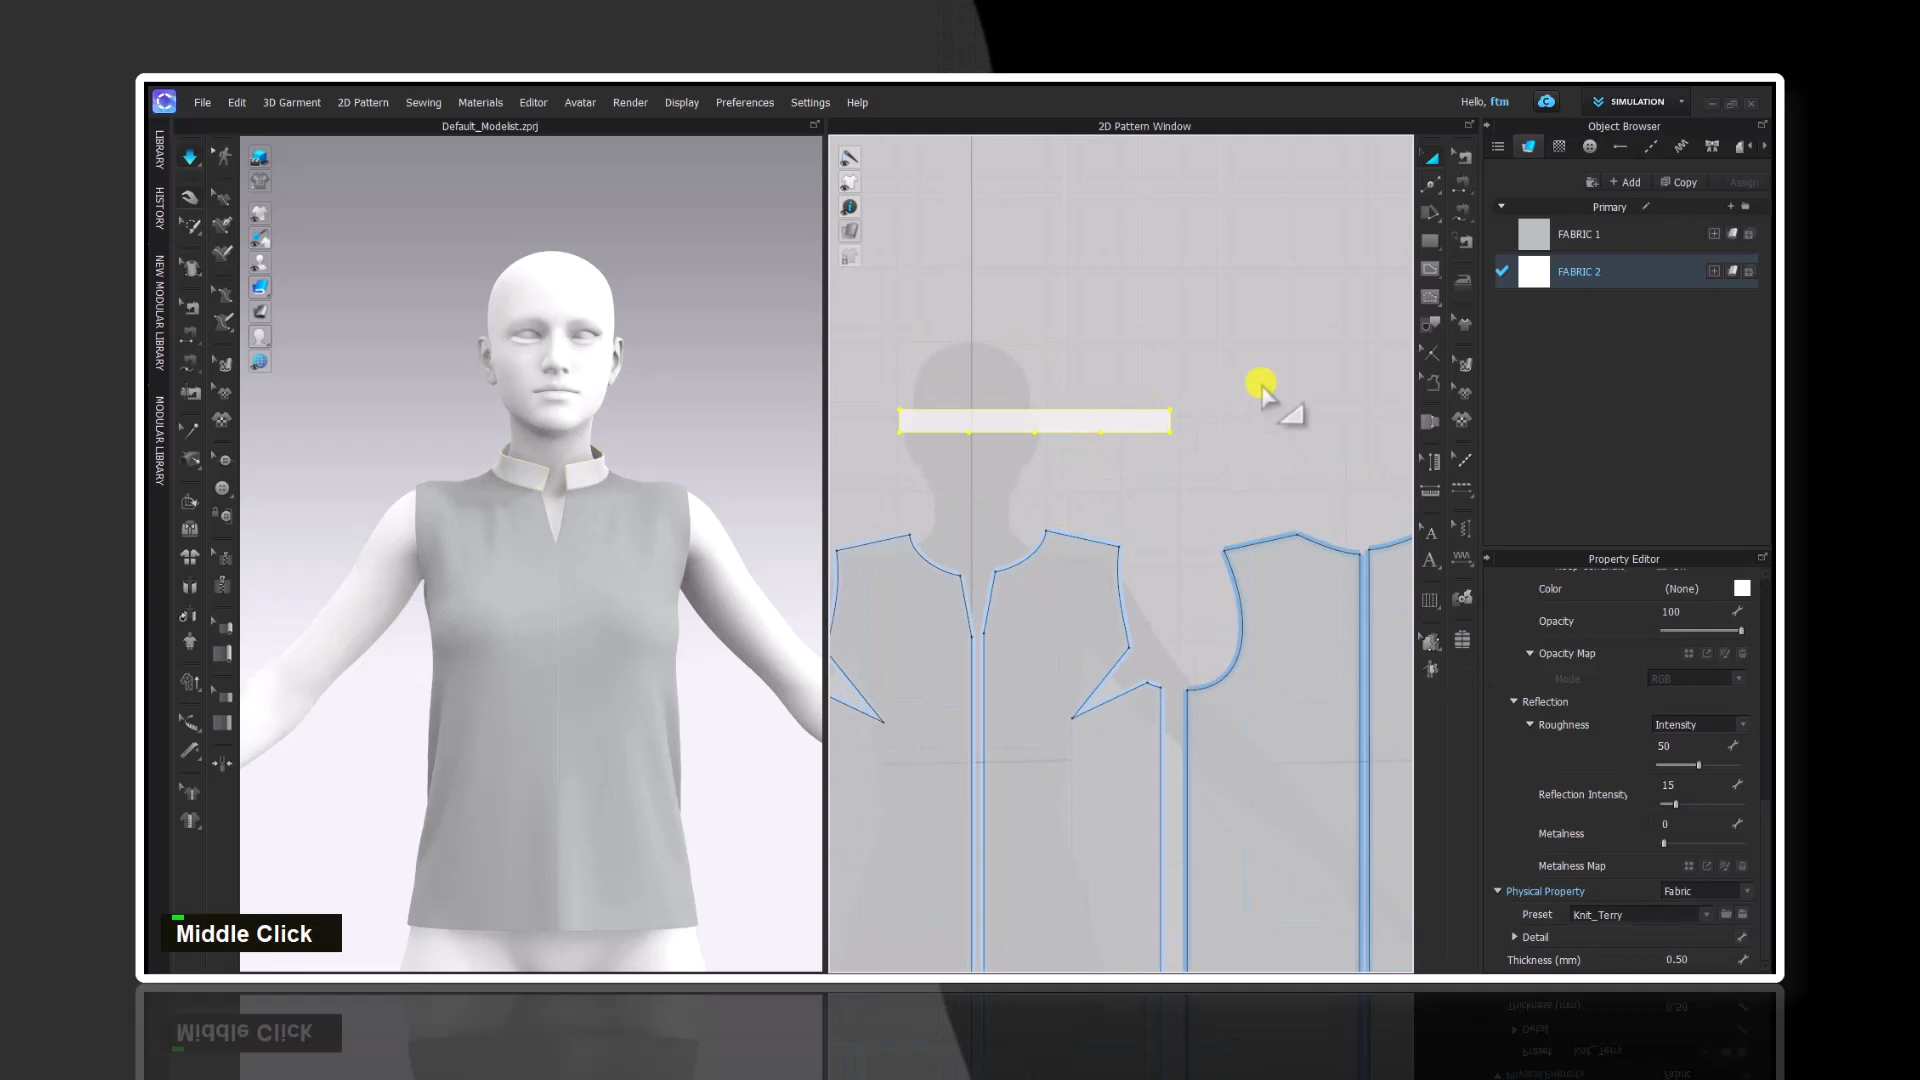 File Edit 3D Garment 2D Pattern Sewing Materials Editor Avatar Render Display Preferences Settings Help
Hello, ftm
SIMULATION
Default_Modelist.zprj
2D Pattern Window
Object Browser
LIBRARY
HISTORY
NEW MODULAR LIBRARY
MODULAR LIBRARY
+ Add
Copy
Assign
Primary
FABRIC 1
FABRIC 2
Property Editor
Color (None)
Opacity 100
Opacity Map
Mode RGB
Reflection
Roughness Intensity
50
Reflection Intensity 15
Metalness 0
Metalness Map
Physical Property Fabric
Preset Knit_Terry
Detail
Thickness (mm) 0.50
Middle Click